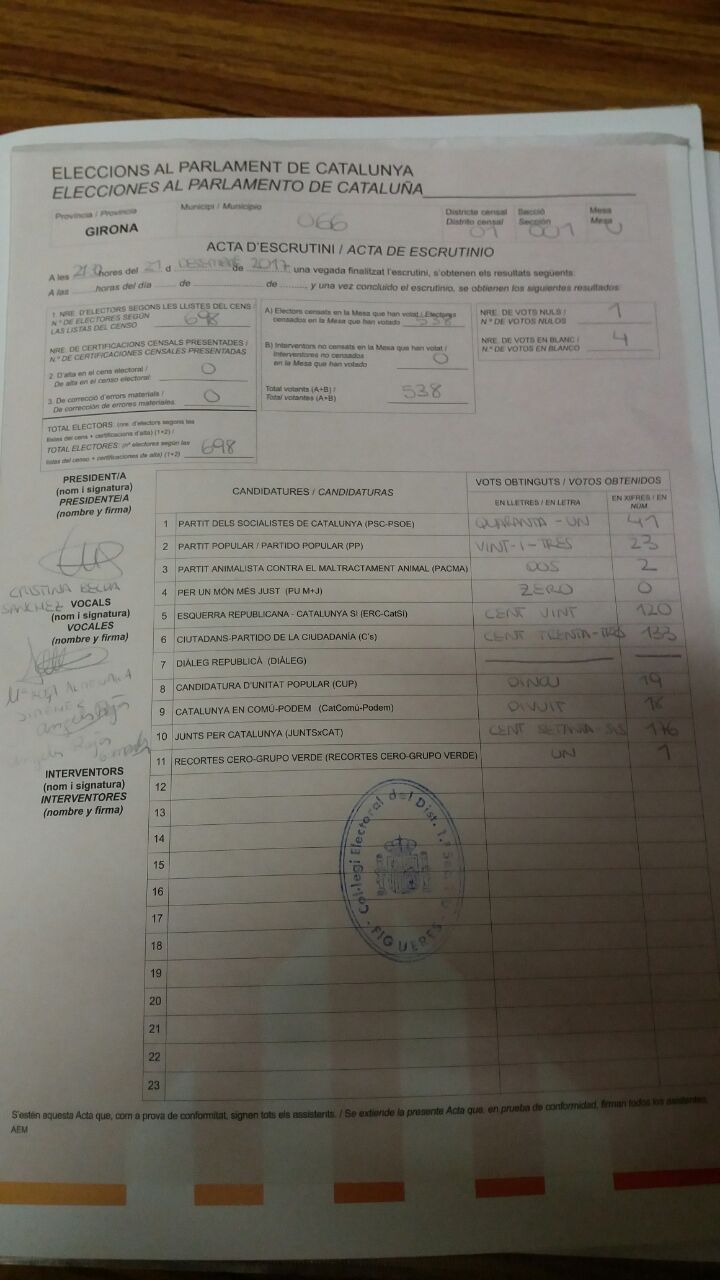 ELECCIONS AL PARLAMENT DE CATALUNYA
ELECCIONES AL PARLAMENTO DE CATALUÑA
Província / Provincia
GIRONA
Municipi / Municipio
066
Districte censal
Distrito censal
01
Secció
Sección
001
Mesa
Mesa
U
ACTA D'ESCRUTINI / ACTA DE ESCRUTINIO
A les hores del 21 d DESEMBRE de 2017, una vegada finalitzat l'escrutini, s'obtenen els resultats següents:
A las horas del día de de y una vez concluido el escrutinio, se obtienen los siguientes resultados:
1. NRE. D'ELECTORS SEGONS LES LLISTES DEL CENS /
N.º DE ELECTORES SEGÚN
LAS LISTAS DEL CENSO
698
NRE. DE CERTIFICACIONS CENSALS PRESENTADES /
N.º DE CERTIFICACIONES CENSALES PRESENTADAS
2. D'alta en el cens electoral /
De alta en el censo electoral:
0
3. De correcció d'errors materials /
De corrección de errores materiales.
0
TOTAL ELECTORS: (nre. d'electors segons les
llistes del cens + certificacions d'alta) (1+2) /
TOTAL ELECTORES: (nº electores según las
listas del censo + certificaciones de alta) (1+2)
698
A) Electors censats en la Mesa que han votat / Electores
censados en la Mesa que han votado
538
B) Interventors no censats en la Mesa que han votat /
Interventores no censados
en la Mesa que han votado
0
Total votants (A+B) /
Total votantes (A+B)
538
NRE. DE VOTS NULS /
N.º DE VOTOS NULOS
1
NRE. DE VOTS EN BLANC /
N.º DE VOTOS EN BLANCO
4
PRESIDENT/A
(nom i signatura)
PRESIDENTE/A
(nombre y firma)
CRISTINA
SANCHEZ
VOCALS
(nom i signatura)
VOCALES
(nombre y firma)
INTERVENTORS
(nom i signatura)
INTERVENTORES
(nombre y firma)
CANDIDATURES / CANDIDATURAS
VOTS OBTINGUTS / VOTOS OBTENIDOS
EN LLETRES / EN LETRA
EN XIFRES / EN NÚM.
1 PARTIT DELS SOCIALISTES DE CATALUNYA (PSC-PSOE) QUARANTA - UN 41
2 PARTIT POPULAR / PARTIDO POPULAR (PP) VINT-I-TRES 23
3 PARTIT ANIMALISTA CONTRA EL MALTRACTAMENT ANIMAL (PACMA) DOS 2
4 PER UN MÓN MÉS JUST (PU M+J) ZERO 0
5 ESQUERRA REPUBLICANA - CATALUNYA SÍ (ERC-CatSí) CENT VINT 120
6 CIUTADANS-PARTIDO DE LA CIUDADANÍA (C's) CENT TRENTA-TRES 133
7 DIÀLEG REPUBLICÀ (DIÀLEG)
8 CANDIDATURA D'UNITAT POPULAR (CUP) DINOU 19
9 CATALUNYA EN COMÚ-PODEM (CatComú-Podem) DIVUIT 18
10 JUNTS PER CATALUNYA (JUNTSxCAT) CENT SETANTA-SIS 176
11 RECORTES CERO-GRUPO VERDE (RECORTES CERO-GRUPO VERDE) UN 1
12
13
14
15
16
17
18
19
20
21
22
23
Col·legi Electoral del Dist. 1.
FIGUERES
S'estén aquesta Acta que, com a prova de conformitat, signen tots els assistents. / Se extiende la presente Acta que, en prueba de conformidad, firman todos los asistentes.
AEM